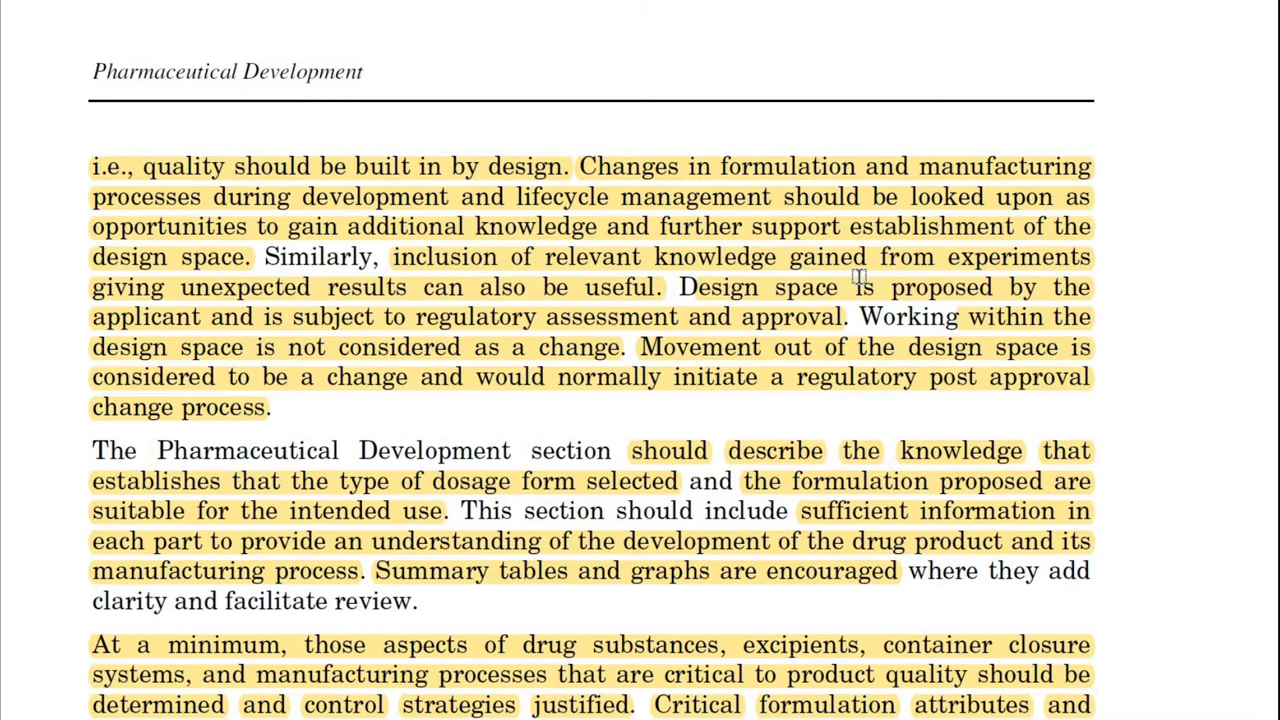 Pharmaceutical Development
i.e., quality should be built in by design. Changes in formulation and manufacturing
processes during development and lifecycle management should be looked upon as
opportunities to gain additional knowledge and further support establishment of the
design space. Similarly, inclusion of relevant knowledge gained from experiments
giving unexpected results can also be useful. Design space is proposed by the
applicant and is subject to regulatory assessment and approval. Working within the
design space is not considered as a change. Movement out of the design space is
considered to be a change and would normally initiate a regulatory post approval
change process.
The Pharmaceutical Development section should describe the knowledge that
establishes that the type of dosage form selected and the formulation proposed are
suitable for the intended use. This section should include sufficient information in
each part to provide an understanding of the development of the drug product and its
manufacturing process. Summary tables and graphs are encouraged where they add
clarity and facilitate review.
At a minimum, those aspects of drug substances, excipients, container closure
systems, and manufacturing processes that are critical to product quality should be
determined and control strategies justified. Critical formulation attributes and